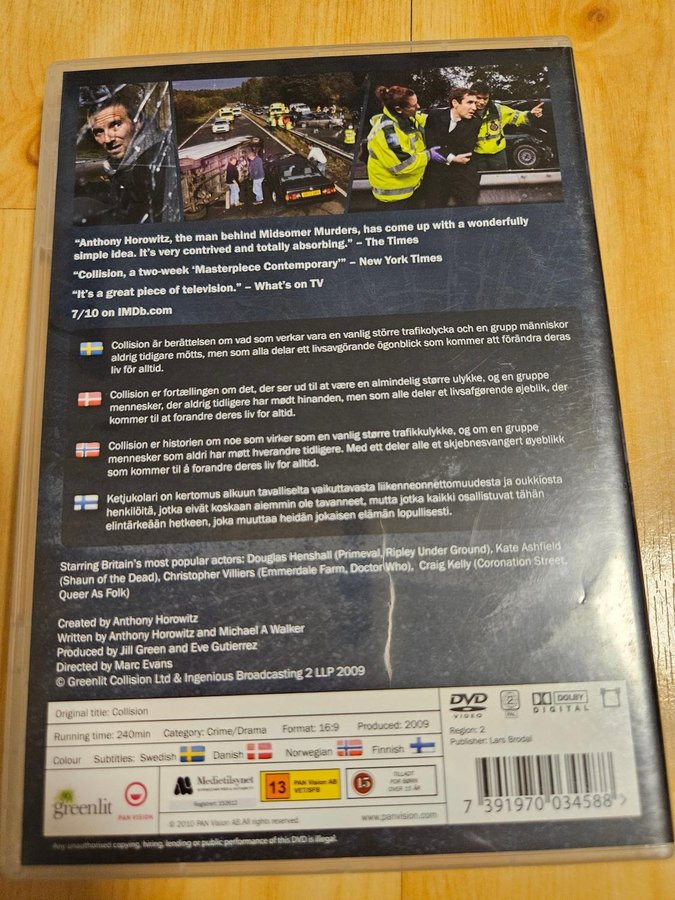 “Anthony Horowitz, the man behind Midsomer Murders, has come up with a wonderfully
simple idea. It’s very contrived and totally absorbing.” – The Times
“Collision, a two-week ‘Masterpiece Contemporary’” – New York Times
“It’s a great piece of television.” – What’s on TV
7/10 on IMDb.com
Collision är berättelsen om vad som verkar vara en vanlig större trafikolycka och en grupp människor
aldrig tidigare mötts, men som alla delar ett livsavgörande ögonblick som kommer att förändra deras
liv för alltid.
Collision er fortællingen om det, der ser ud til at være en almindelig større ulykke, og en gruppe
mennesker, der aldrig tidligere har mødt hinanden, men som alle deler et livsafgørende øjeblik, der
kommer til at forandre deres liv for altid.
Collision er historien om noe som virker som en vanlig større trafikkulykke, og om en gruppe
mennesker som aldri har møtt hverandre tidligere. Med ett deler alle et skjebnesvangert øyeblikk
som kommer til å forandre deres liv for alltid.
Ketjukolari on kertomus alkuun tavalliselta vaikuttavasta liikenneonnettomuudesta ja oukkiosta
henkilöitä, jotka eivät koskaan aiemmin ole tavanneet, mutta jotka kaikki osallistuvat tähän
elintärkeään hetkeen, joka muuttaa heidän jokaisen elämän lopullisesti.
Starring Britain’s most popular actors: Douglas Henshall (Primeval, Ripley Under Ground), Kate Ashfield
(Shaun of the Dead), Christopher Villiers (Emmerdale Farm, Doctor Who), Craig Kelly (Coronation Street,
Queer As Folk)
Created by Anthony Horowitz
Written by Anthony Horowitz and Michael A Walker
Produced by Jill Green and Eve Gutierrez
Directed by Marc Evans
© Greenlit Collision Ltd & Ingenious Broadcasting 2 LLP 2009
Original title: Collision
Running time: 240min Category: Crime/Drama Format: 16:9 Produced: 2009
Colour Subtitles: Swedish Danish Norwegian Finnish
DVD
VIDEO
2
PAL
DOLBY
DIGITAL
Region: 2
Publisher: Lars Brodal
greenlit
PAN VISION
Medietilsynet
13
PAN Vision AB
VET/SFB
15
TILLADT
FOR BØRN
OVER 15 ÅR
© 2010 PAN Vision AB All rights reserved.
www.panvision.com
7 391970 034588 >
Any unauthorised copying, hiring, lending or public performance of this DVD is illegal.